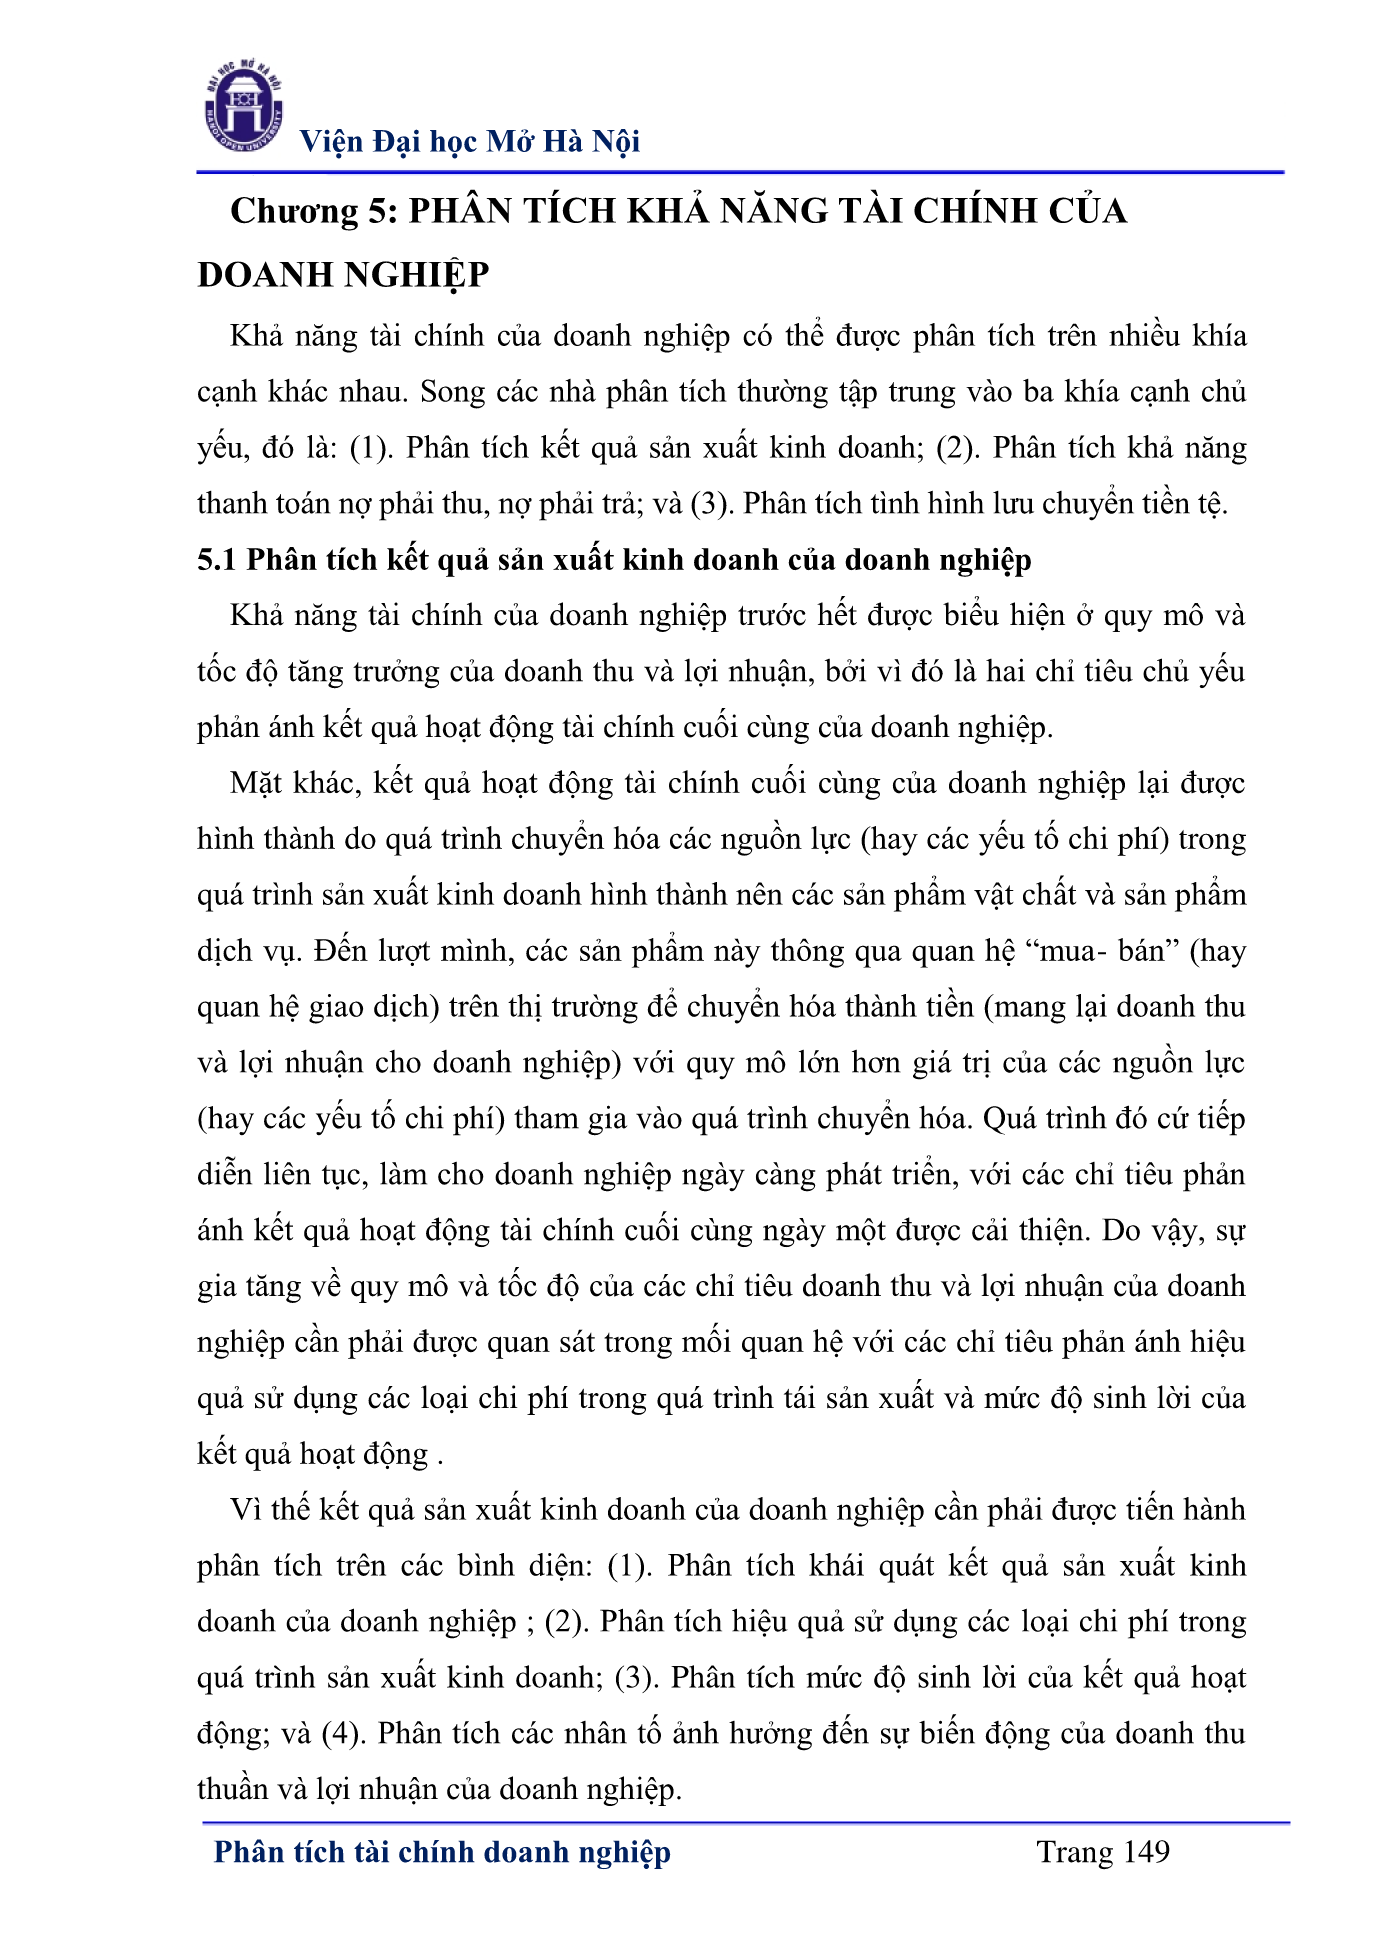 ĐẠI HỌC MỞ HÀ NỘI
HANOI OPEN UNIVERSITY
Viện Đại học Mở Hà Nội
Chương 5: PHÂN TÍCH KHẢ NĂNG TÀI CHÍNH CỦA
DOANH NGHIỆP
Khả năng tài chính của doanh nghiệp có thể được phân tích trên nhiều khía
cạnh khác nhau. Song các nhà phân tích thường tập trung vào ba khía cạnh chủ
yếu, đó là: (1). Phân tích kết quả sản xuất kinh doanh; (2). Phân tích khả năng
thanh toán nợ phải thu, nợ phải trả; và (3). Phân tích tình hình lưu chuyển tiền tệ.
5.1 Phân tích kết quả sản xuất kinh doanh của doanh nghiệp
Khả năng tài chính của doanh nghiệp trước hết được biểu hiện ở quy mô và
tốc độ tăng trưởng của doanh thu và lợi nhuận, bởi vì đó là hai chỉ tiêu chủ yếu
phản ánh kết quả hoạt động tài chính cuối cùng của doanh nghiệp.
Mặt khác, kết quả hoạt động tài chính cuối cùng của doanh nghiệp lại được
hình thành do quá trình chuyển hóa các nguồn lực (hay các yếu tố chi phí) trong
quá trình sản xuất kinh doanh hình thành nên các sản phẩm vật chất và sản phẩm
dịch vụ. Đến lượt mình, các sản phẩm này thông qua quan hệ “mua- bán” (hay
quan hệ giao dịch) trên thị trường để chuyển hóa thành tiền (mang lại doanh thu
và lợi nhuận cho doanh nghiệp) với quy mô lớn hơn giá trị của các nguồn lực
(hay các yếu tố chi phí) tham gia vào quá trình chuyển hóa. Quá trình đó cứ tiếp
diễn liên tục, làm cho doanh nghiệp ngày càng phát triển, với các chỉ tiêu phản
ánh kết quả hoạt động tài chính cuối cùng ngày một được cải thiện. Do vậy, sự
gia tăng về quy mô và tốc độ của các chỉ tiêu doanh thu và lợi nhuận của doanh
nghiệp cần phải được quan sát trong mối quan hệ với các chỉ tiêu phản ánh hiệu
quả sử dụng các loại chi phí trong quá trình tái sản xuất và mức độ sinh lời của
kết quả hoạt động .
Vì thế kết quả sản xuất kinh doanh của doanh nghiệp cần phải được tiến hành
phân tích trên các bình diện: (1). Phân tích khái quát kết quả sản xuất kinh
doanh của doanh nghiệp ; (2). Phân tích hiệu quả sử dụng các loại chi phí trong
quá trình sản xuất kinh doanh; (3). Phân tích mức độ sinh lời của kết quả hoạt
động; và (4). Phân tích các nhân tố ảnh hưởng đến sự biến động của doanh thu
thuần và lợi nhuận của doanh nghiệp.
Phân tích tài chính doanh nghiệp
Trang 149